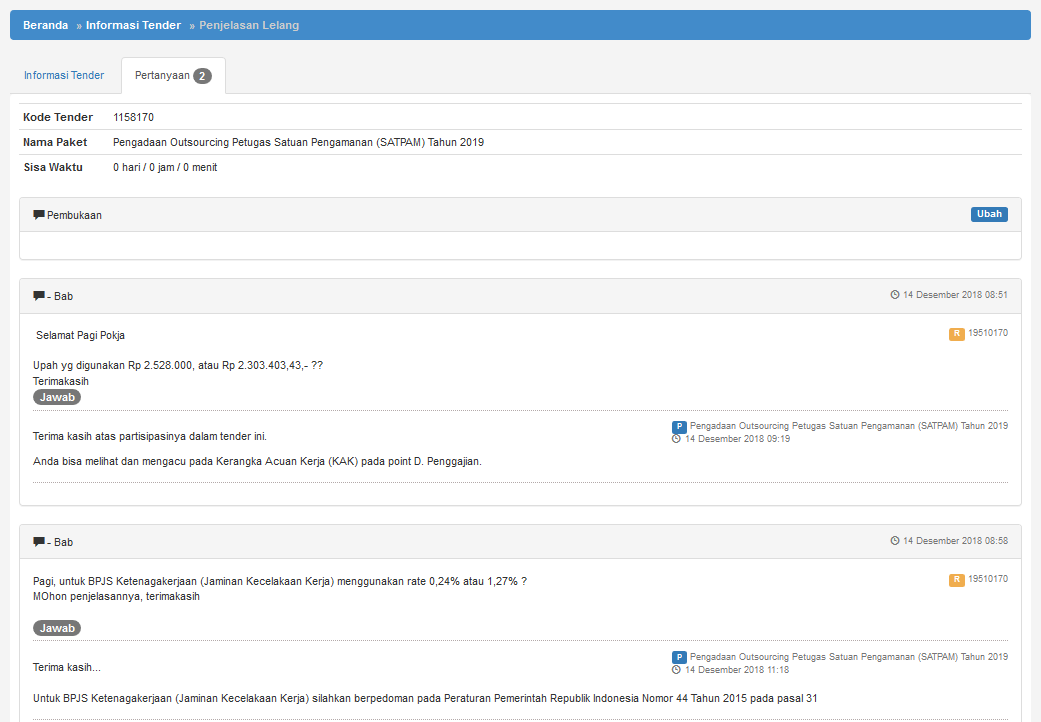 Beranda » Informasi Tender » Penjelasan Lelang
Informasi Tender Pertanyaan 2
Kode Tender 1158170
Nama Paket Pengadaan Outsourcing Petugas Satuan Pengamanan (SATPAM) Tahun 2019
Sisa Waktu 0 hari / 0 jam / 0 menit
Pembukaan Ubah
- Bab 14 Desember 2018 08:51
Selamat Pagi Pokja R 19510170
Upah yg digunakan Rp 2.528.000, atau Rp 2.303.403,43,- ??
Terimakasih
Jawab
P Pengadaan Outsourcing Petugas Satuan Pengamanan (SATPAM) Tahun 2019
14 Desember 2018 09:19
Terima kasih atas partisipasinya dalam tender ini.
Anda bisa melihat dan mengacu pada Kerangka Acuan Kerja (KAK) pada point D. Penggajian.
- Bab 14 Desember 2018 08:58
Pagi, untuk BPJS Ketenagakerjaan (Jaminan Kecelakaan Kerja) menggunakan rate 0,24% atau 1,27% ? R 19510170
MOhon penjelasannya, terimakasih
Jawab
P Pengadaan Outsourcing Petugas Satuan Pengamanan (SATPAM) Tahun 2019
14 Desember 2018 11:18
Terima kasih...
Untuk BPJS Ketenagakerjaan (Jaminan Kecelakaan Kerja) silahkan berpedoman pada Peraturan Pemerintah Republik Indonesia Nomor 44 Tahun 2015 pada pasal 31